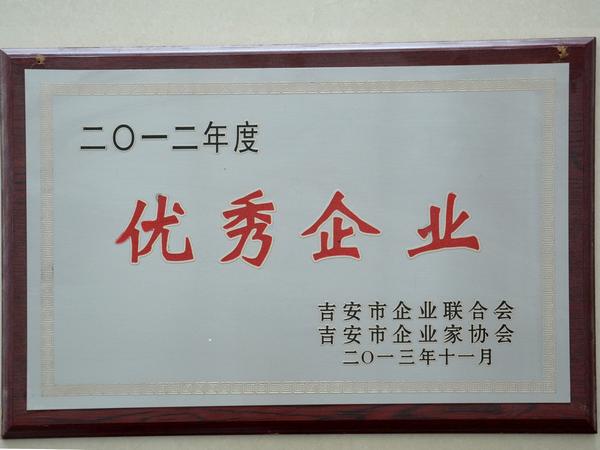 二〇一二年度
优秀企业
吉安市企业联合会
吉安市企业家协会
二〇一三年十一月